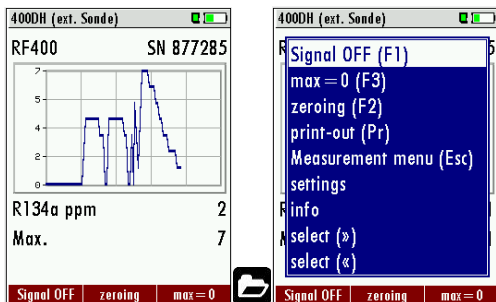 400DH (ext. Sonde)
RF400 SN 877285
7
5
4
2
0
R134a ppm 2
Max. 7
Signal OFF zeroing max=0
400DH (ext. Sonde)
Signal OFF (F1)
max=0 (F3)
zeroing (F2)
print-out (Pr)
Measurement menu (Esc)
settings
info
select (»)
select («)
Signal OFF zeroing max=0